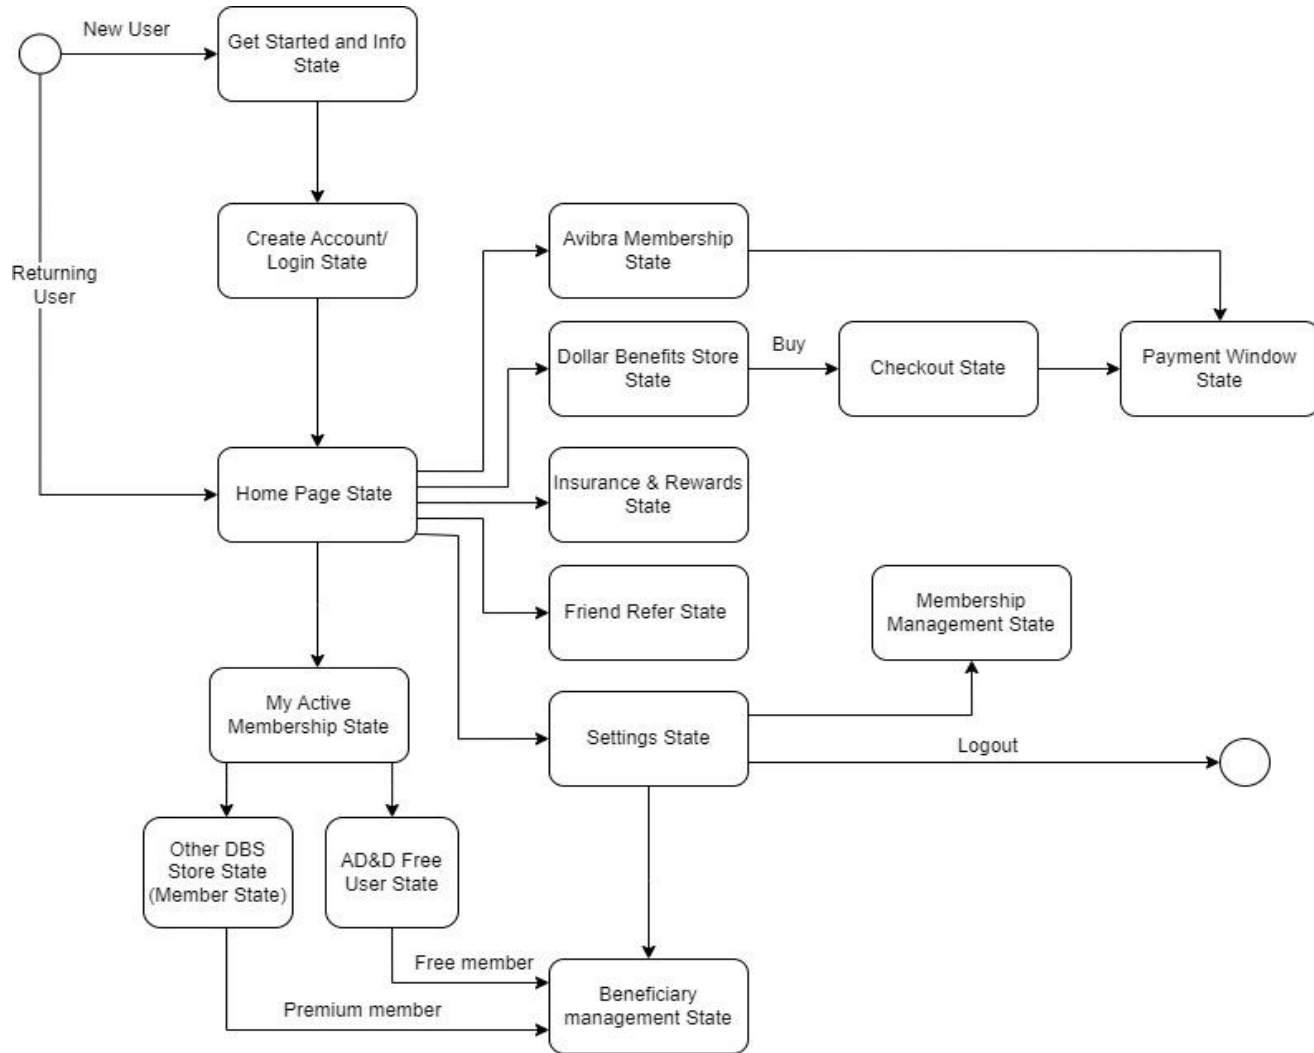 New User
Get Started and Info
State
Create Account/
Login State
Returning
User
Avibra Membership
State
Dollar Benefits Store
State
Buy
Checkout State
Payment Window
State
Home Page State
Insurance & Rewards
State
Friend Refer State
Membership
Management State
My Active
Membership State
Settings State
Logout
Other DBS
Store State
(Member State)
AD&D Free
User State
Free member
Premium member
Beneficiary
management State